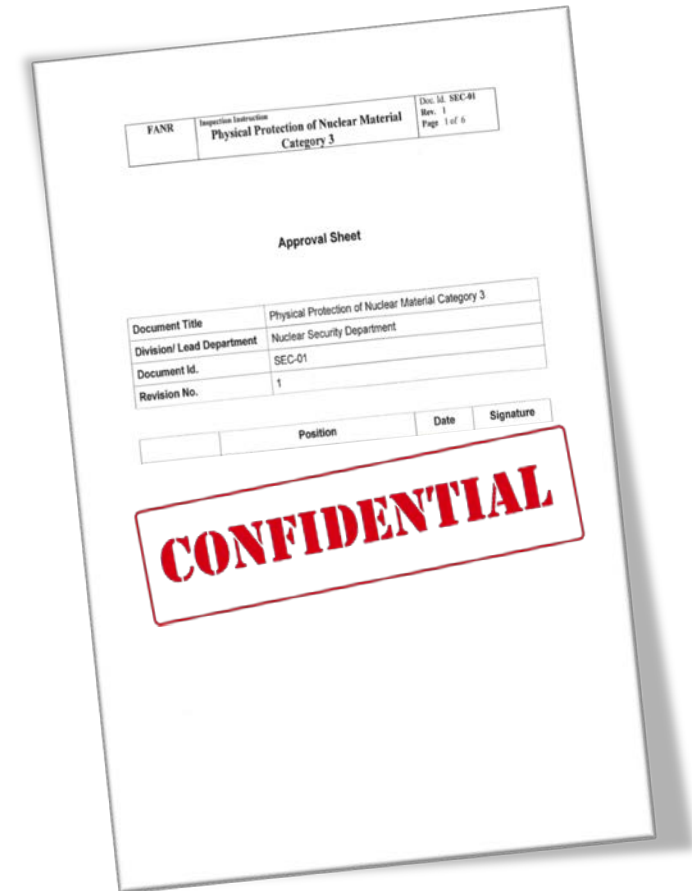 FANR
Inspection Instruction
Physical Protection of Nuclear Material
Category 3
Doc. Id. SEC-01
Rev. 1
Page 1 of 6
Approval Sheet
Document Title Physical Protection of Nuclear Material Category 3
Division/ Lead Department Nuclear Security Department
Document Id. SEC-01
Revision No. 1
Position Date Signature
CONFIDENTIAL